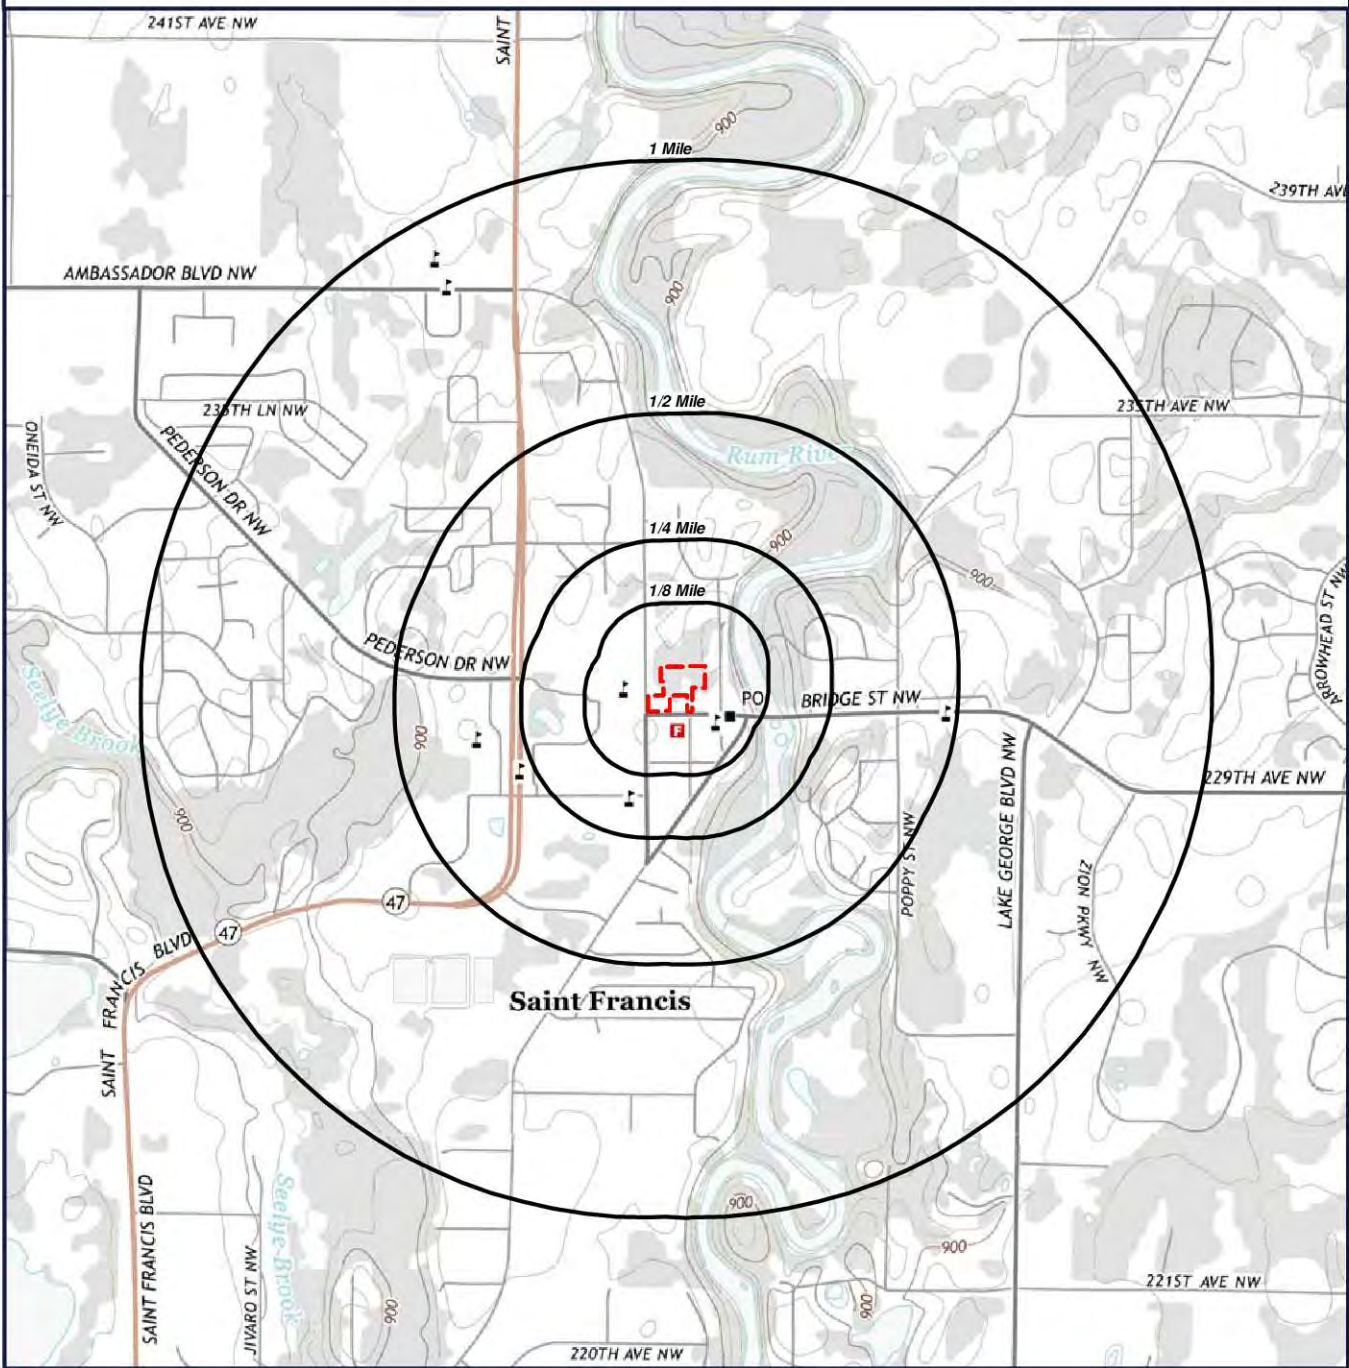 241ST AVE NW
SAINT
900
1 Mile
239TH AVE
AMBASSADOR BLVD NW
900
1/2 Mile
235TH LN NW
235TH AVE NW
ONEIDA ST NW
PEDERSON DR NW
Rum River
1/4 Mile
900
900
1/8 Mile
ARROWHEAD ST NW
PEDERSON DR NW
Seelye Brook
PO
BRIDGE ST NW
F
900
LAKE GEORGE BLVD NW
229TH AVE NW
900
POPPY ST NW
ZION PKWY NW
47
47
SAINT FRANCIS BLVD
Saint Francis
SAINT FRANCIS BLVD
Seelye Brook
JIVARO ST NW
900
900
900
900
221ST AVE NW
220TH AVE NW